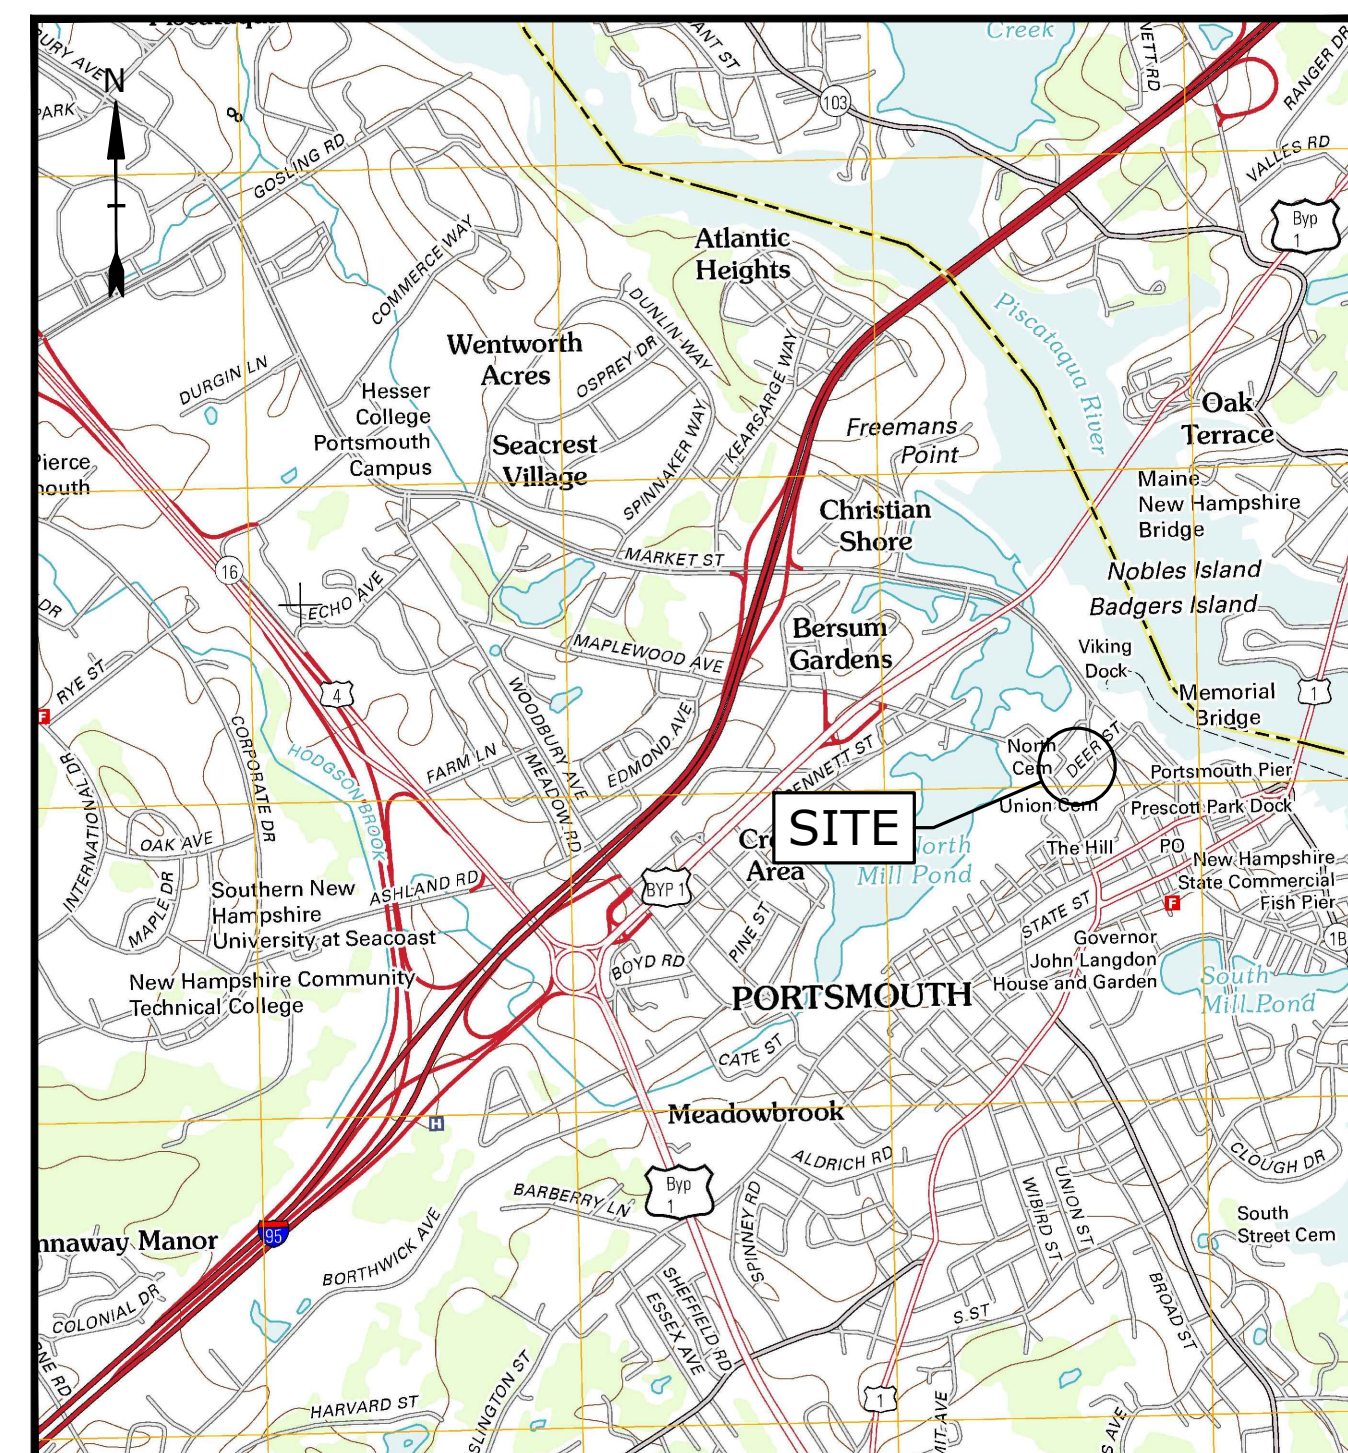 Creek
BURY AVE
N
PARK
GOSLING RD
103
RANGER DR
VALLES RD
Byp
1
COMMERCE WAY
Atlantic
Heights
DURGIN LN
Wentworth
Acres
OSPREY DR
DUNLIN WAY
KEARSARGE WAY
SPINNAKER WAY
Piscataqua River
Hesser
College
Portsmouth
Campus
Seacrest
Village
Freemans
Point
Oak
Terrace
Pierce
Maine
New Hampshire
Bridge
Christian
Shore
MARKET ST
16
ECHO AVE
Nobles Island
Badgers Island
DR
RYE ST
MAPLEWOOD AVE
Bersum
Gardens
Viking
Dock
4
1
Memorial
Bridge
F
WOODBURY AVE
EDMOND AVE
CORPORATE DR
HODGSON BROOK
FARM LN
MEADOW RD
North
Cem
DEER ST
Portsmouth Pier
INTERNATIONAL DR
Union Cem
Prescott Park Dock
SITE
OAK AVE
MAPLE DR
Area
North
Mill Pond
The Hill
PO
New Hampshire
State Commercial
Fish Pier
Southern New
Hampshire
University at Seacoast
ASHLAND RD
BYP 1
PINE ST
STATE ST
F
1B
BOYD RD
Governor
John Langdon
House and Garden
South
Mill Pond
New Hampshire Community
Technical College
PORTSMOUTH
CATE ST
Meadowbrook
H
ALDRICH RD
CLOUGH DR
BARBERRY LN
Byp
1
SPINNEY RD
WIBIRD ST
UNION ST
South
Street Cem
95
nnaway Manor
BORTHWICK AVE
COLONIAL DR
SHEFFIELD RD
ESSEX AVE
S ST
BROAD ST
HARVARD ST
1